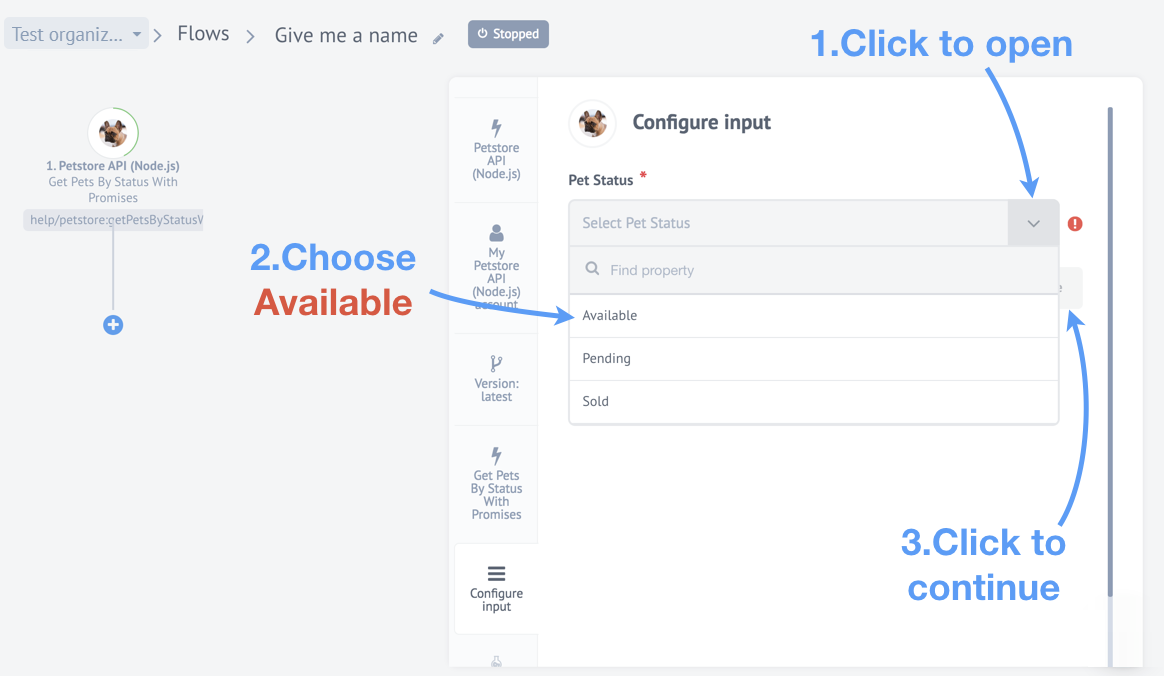 Test organiz...
Flows
Give me a name
Stopped
1.Click to open
1. Petstore API (Node.js)
Get Pets By Status With
Promises
help/petstore:getPetsByStatusW
Petstore
API
(Node.js)
My
Petstore
API
(Node.js)
account
Version:
latest
Get Pets
By Status
With
Promises
Configure
input
Configure input
Pet Status *
Select Pet Status
Find property
Available
Pending
Sold
2.Choose
Available
3.Click to
continue